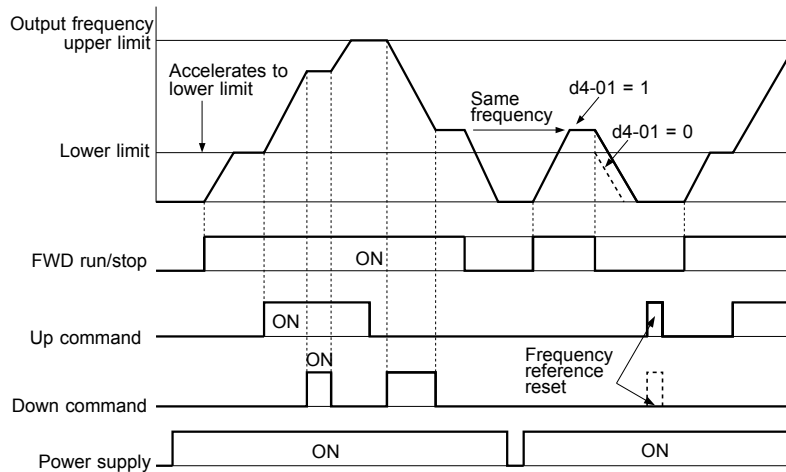 Output frequency
upper limit
Accelerates to
lower limit
Same
frequency
d4-01 = 1
d4-01 = 0
Lower limit
FWD run/stop
ON
Up command
ON
ON
Frequency
reference
reset
Down command
Power supply
ON
ON